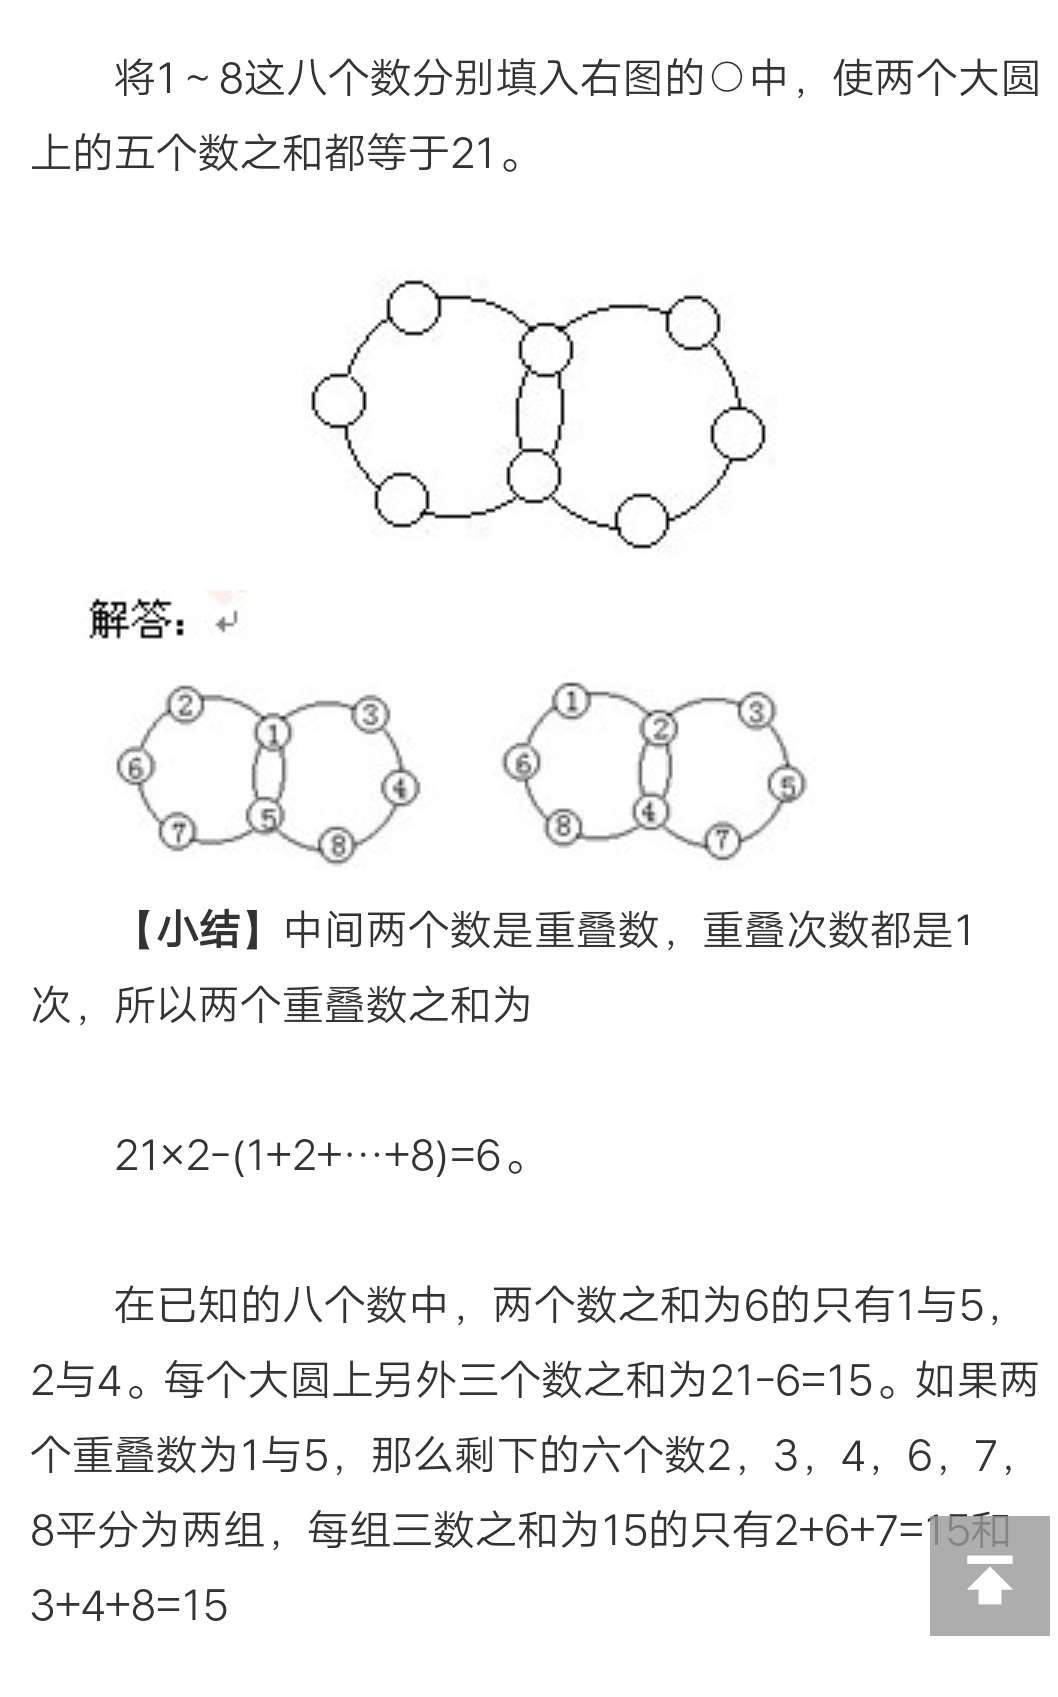 将1～8这八个数分别填入右图的○中，使两个大圆
上的五个数之和都等于21。
解答：
2 1 3 6 5 4 7 8
1 2 3 6 4 5 8 7
【小结】中间两个数是重叠数，重叠次数都是1
次，所以两个重叠数之和为
21×2-(1+2+…+8)=6。
在已知的八个数中，两个数之和为6的只有1与5，
2与4。每个大圆上另外三个数之和为21-6=15。如果两
个重叠数为1与5，那么剩下的六个数2，3，4，6，7，
8平分为两组，每组三数之和为15的只有2+6+7=15和
3+4+8=15